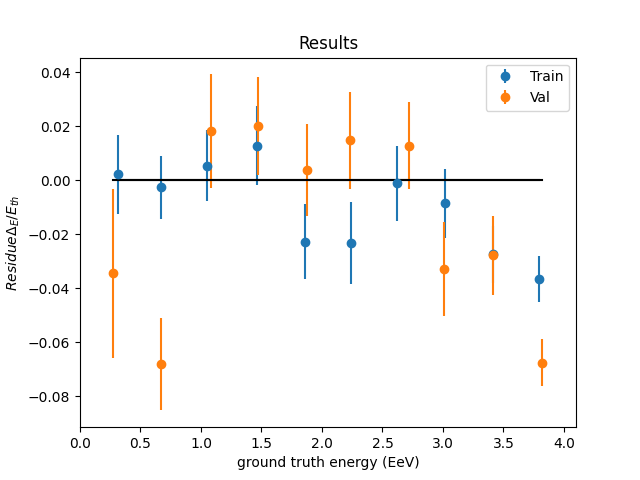 Results
Train
Val
0.04
0.02
0.00
−0.02
−0.04
−0.06
−0.08
Residue Δ_E/E_th
0.0 0.5 1.0 1.5 2.0 2.5 3.0 3.5 4.0
ground truth energy (EeV)